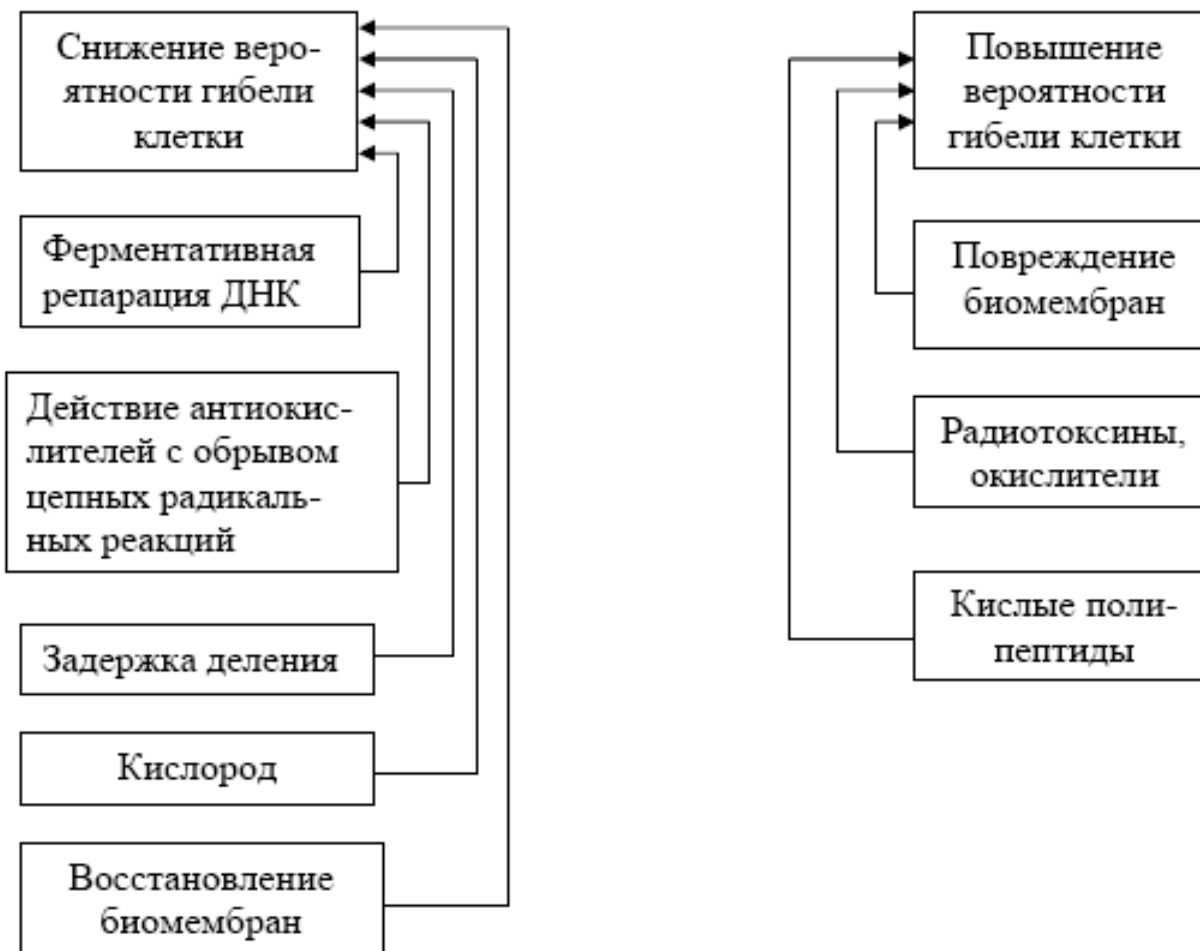 Снижение веро-
ятности гибели
клетки
Ферментативная
репарация ДНК
Действие антиокис-
лителей с обрывом
цепных радикаль-
ных реакций
Задержка деления
Кислород
Восстановление
биомембран
Повышение
вероятности
гибели клетки
Повреждение
биомембран
Радиотоксины,
окислители
Кислые поли-
пептиды